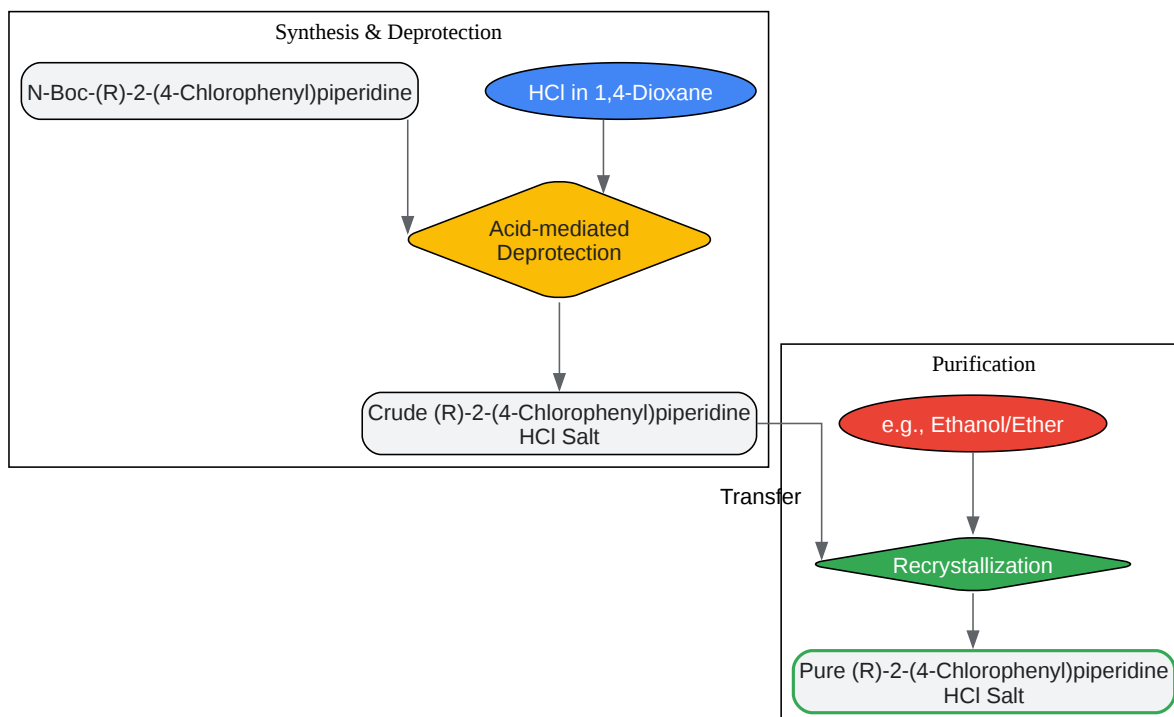 Synthesis & Deprotection
N-Boc-(R)-2-(4-Chlorophenyl)piperidine
HCl in 1,4-Dioxane
Acid-mediated
Deprotection
Crude (R)-2-(4-Chlorophenyl)piperidine
HCl Salt
Transfer
Purification
e.g., Ethanol/Ether
Recrystallization
Pure (R)-2-(4-Chlorophenyl)piperidine
HCl Salt